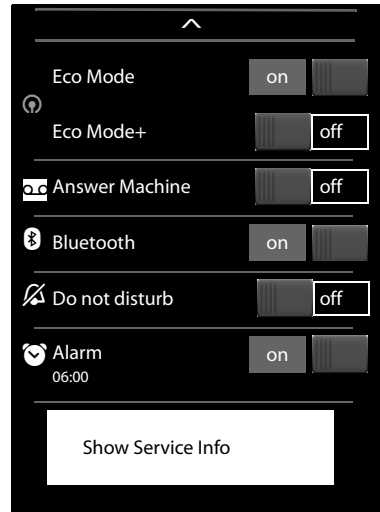 Eco Mode on
Eco Mode+ off
Answer Machine off
Bluetooth on
Do not disturb off
Alarm on
06:00
Show Service Info